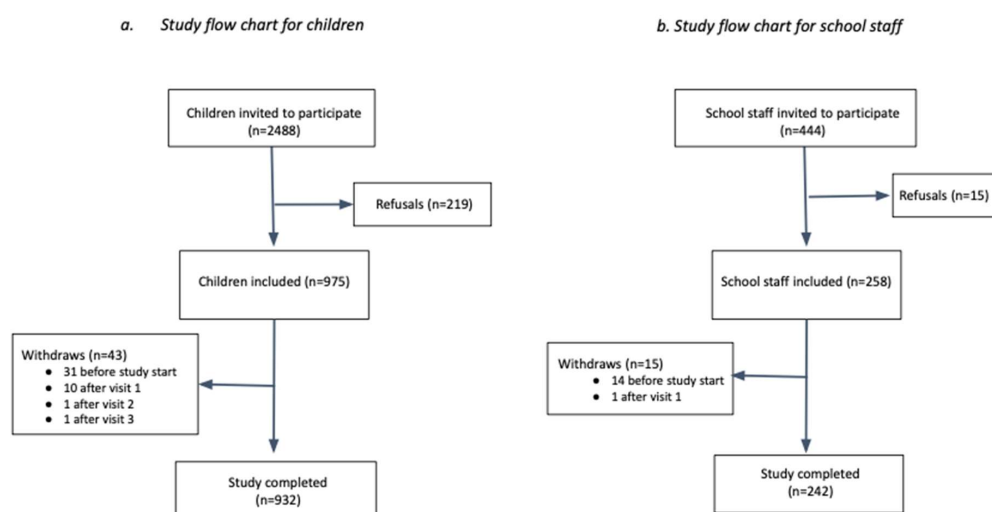 a. Study flow chart for children
Children invited to participate
(n=2488)
Refusals (n=219)
Children included (n=975)
Withdraws (n=43)
• 31 before study start
• 10 after visit 1
• 1 after visit 2
• 1 after visit 3
Study completed
(n=932)
b. Study flow chart for school staff
School staff invited to participate
(n=444)
Refusals (n=15)
School staff included (n=258)
Withdraws (n=15)
• 14 before study start
• 1 after visit 1
Study completed
(n=242)